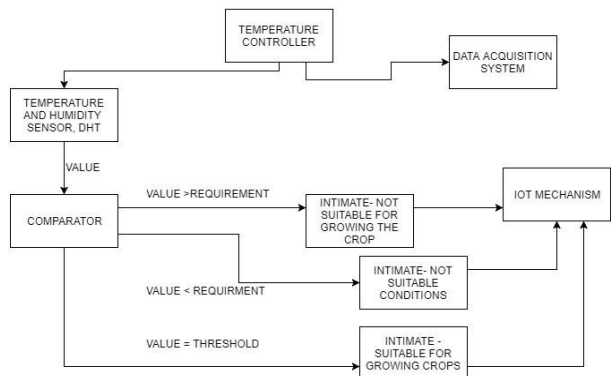 TEMPERATURE
CONTROLLER
DATA ACQUISITION
SYSTEM
TEMPERATURE
AND HUMIDITY
SENSOR, DHT
VALUE
COMPARATOR
VALUE >REQUIREMENT
INTIMATE- NOT
SUITABLE FOR
GROWING THE
CROP
IOT MECHANISM
VALUE < REQUIRMENT
INTIMATE- NOT
SUITABLE
CONDITIONS
VALUE = THRESHOLD
INTIMATE -
SUITABLE FOR
GROWING CROPS